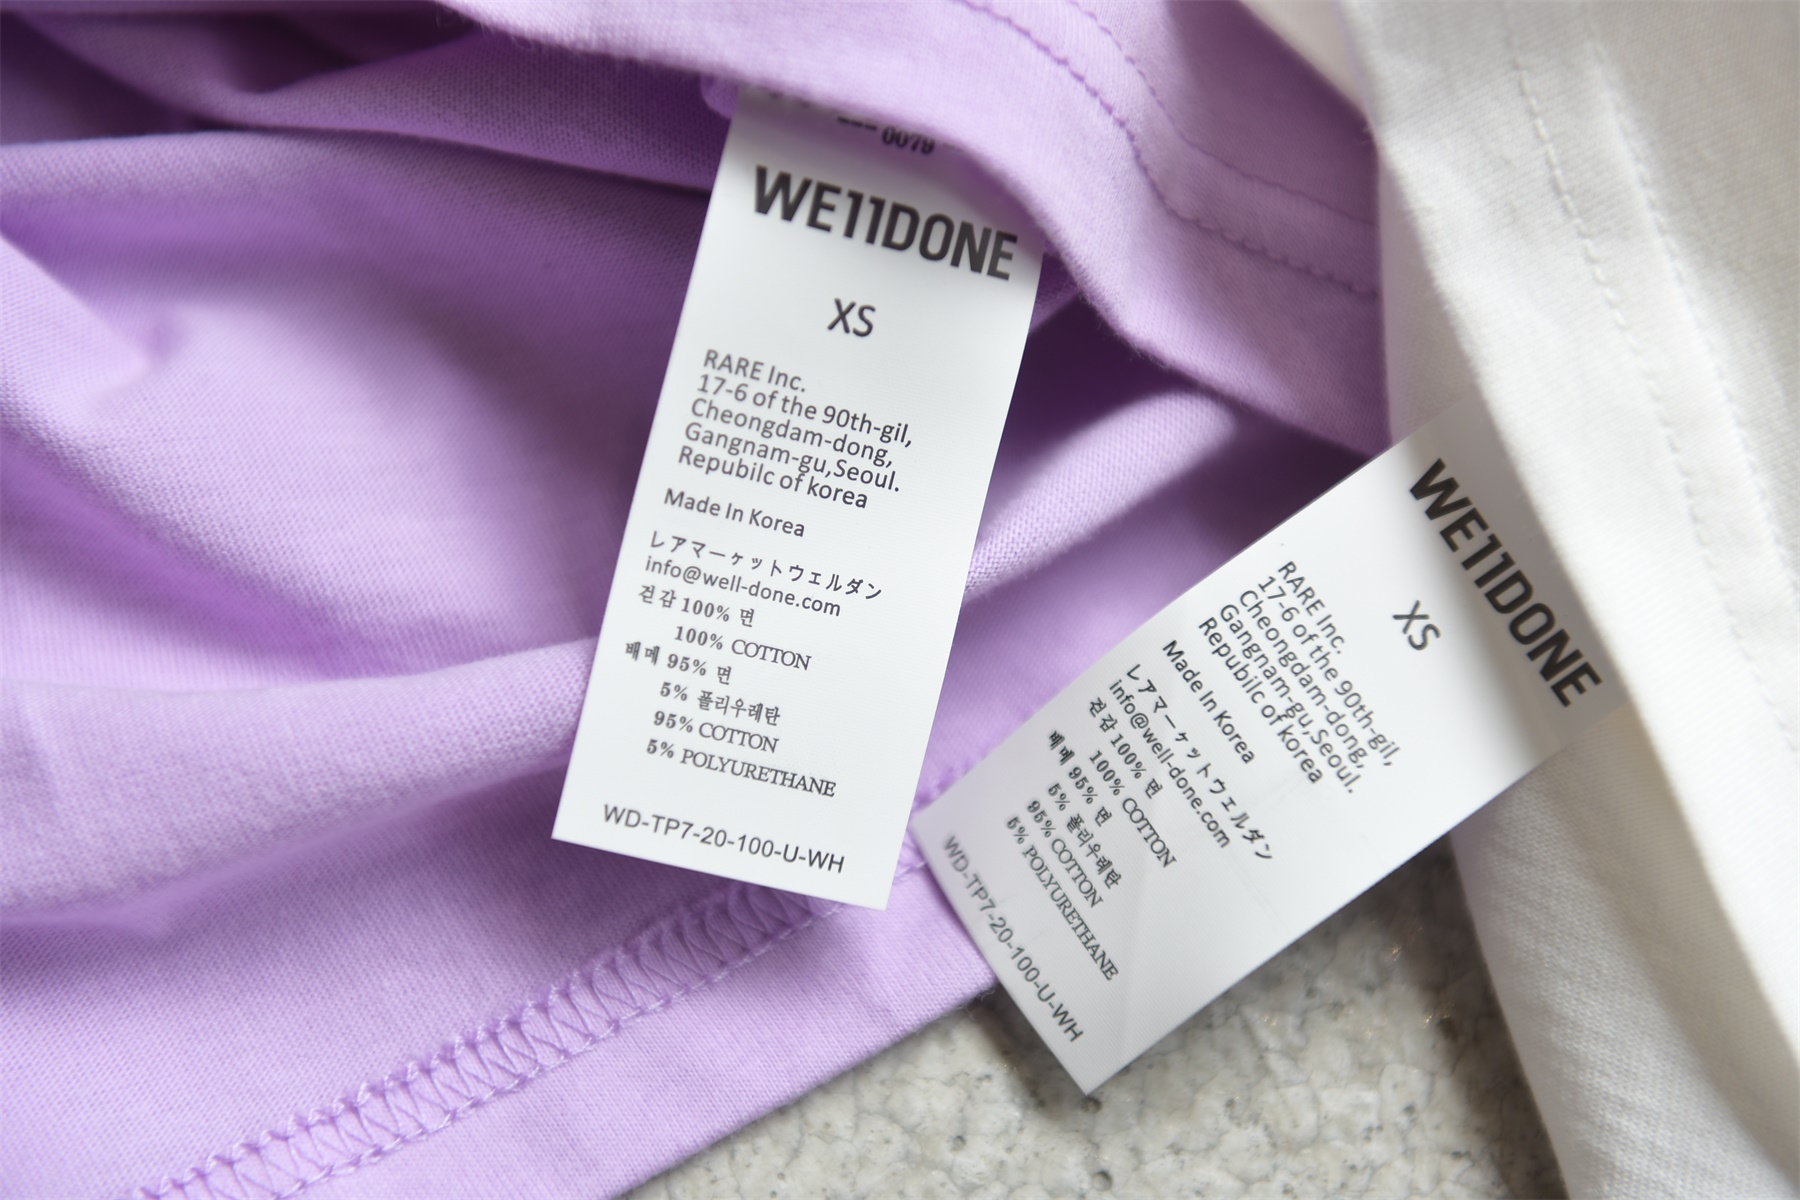 0079
WE11DONE
XS
RARE Inc.
17-6 of the 90th-gil,
Cheongdam-dong,
Gangnam-gu,Seoul.
Repubilc of korea
Made In Korea
レアマーケットウェルダン
info@well-done.com
겉감 100% 면
100% COTTON
배메 95% 면
5% 폴리우레탄
95% COTTON
5% POLYURETHANE
WD-TP7-20-100-U-WH
WE11DONE
XS
RARE Inc.
17-6 of the 90th-gil,
Cheongdam-dong,
Gangnam-gu,Seoul.
Repubilc of korea
Made In Korea
レアマーケットウェルダン
info@well-done.com
겉감 100% 면
100% COTTON
배메 95% 면
5% 폴리우레탄
95% COTTON
5% POLYURETHANE
WD-TP7-20-100-U-WH